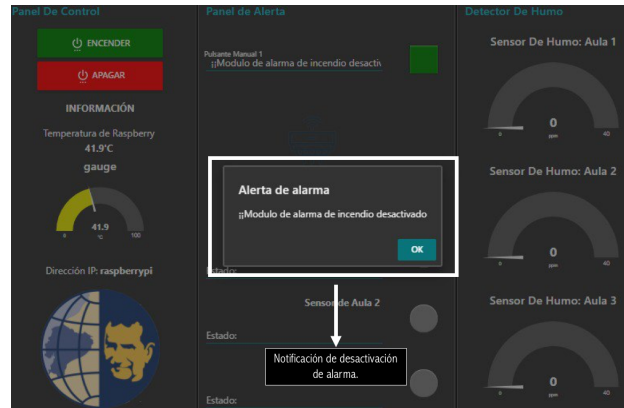 Panel De Control
ENCENDER
APAGAR
INFORMACIÓN
Temperatura de Raspberry
41.9°C
gauge
41.9
0
°C
100
Dirección IP: raspberrypi
Panel de Alerta
Pulsante Manual 1
¡¡Modulo de alarma de incendio desactiv
Alerta de alarma
¡¡Modulo de alarma de incendio desactivado
OK
Estado:
Sensor de Aula 2
Estado:
Notificación de desactivación
de alarma.
Estado:
Detector De Humo
Sensor De Humo: Aula 1
0
0
ppm
40
Sensor De Humo: Aula 2
0
0
ppm
40
Sensor De Humo: Aula 3
0
0
ppm
40